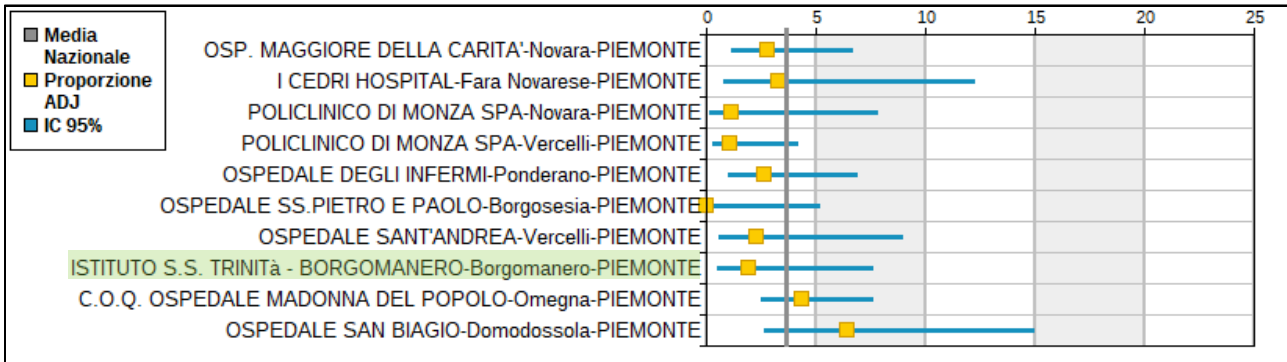 Media
Nazionale
Proporzione
ADJ
IC 95%
0 5 10 15 20 25
OSP. MAGGIORE DELLA CARITA'-Novara-PIEMONTE
I CEDRI HOSPITAL-Fara Novarese-PIEMONTE
POLICLINICO DI MONZA SPA-Novara-PIEMONTE
POLICLINICO DI MONZA SPA-Vercelli-PIEMONTE
OSPEDALE DEGLI INFERMI-Ponderano-PIEMONTE
OSPEDALE SS.PIETRO E PAOLO-Borgosesia-PIEMONTE
OSPEDALE SANT'ANDREA-Vercelli-PIEMONTE
ISTITUTO S.S. TRINITà - BORGOMANERO-Borgomanero-PIEMONTE
C.O.Q. OSPEDALE MADONNA DEL POPOLO-Omegna-PIEMONTE
OSPEDALE SAN BIAGIO-Domodossola-PIEMONTE